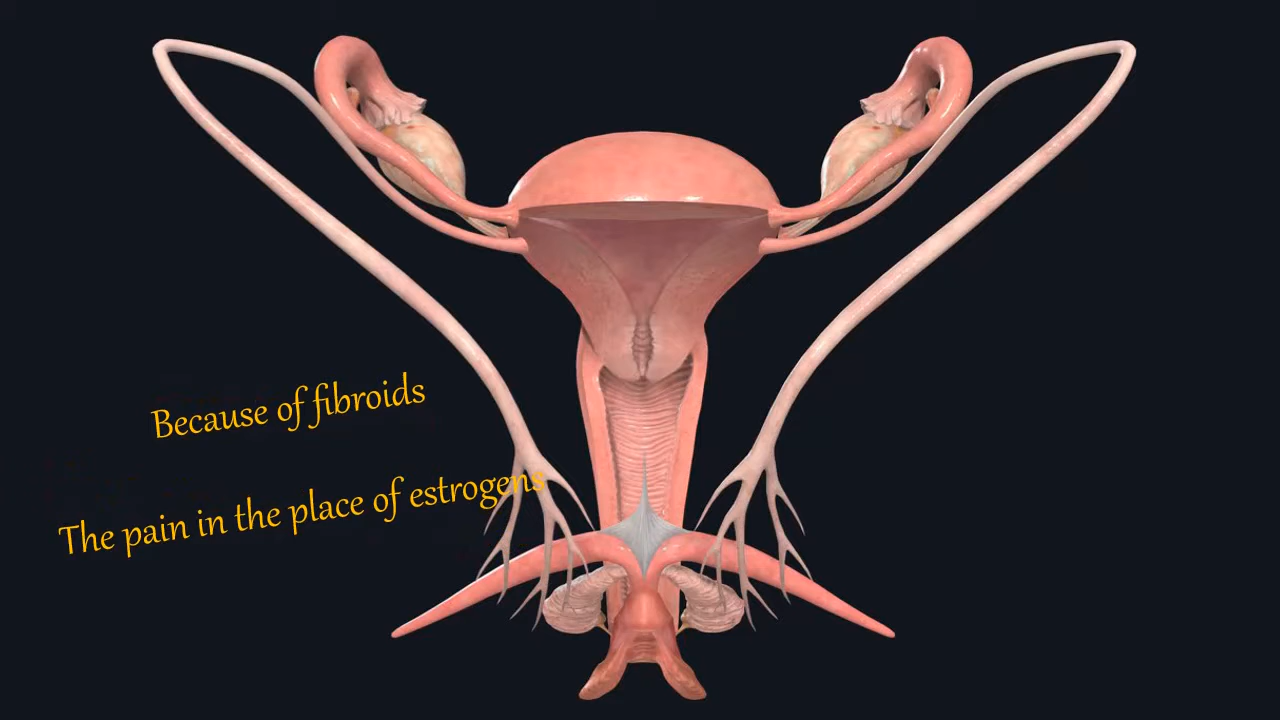 Because of fibroids
The pain in the place of estrogens